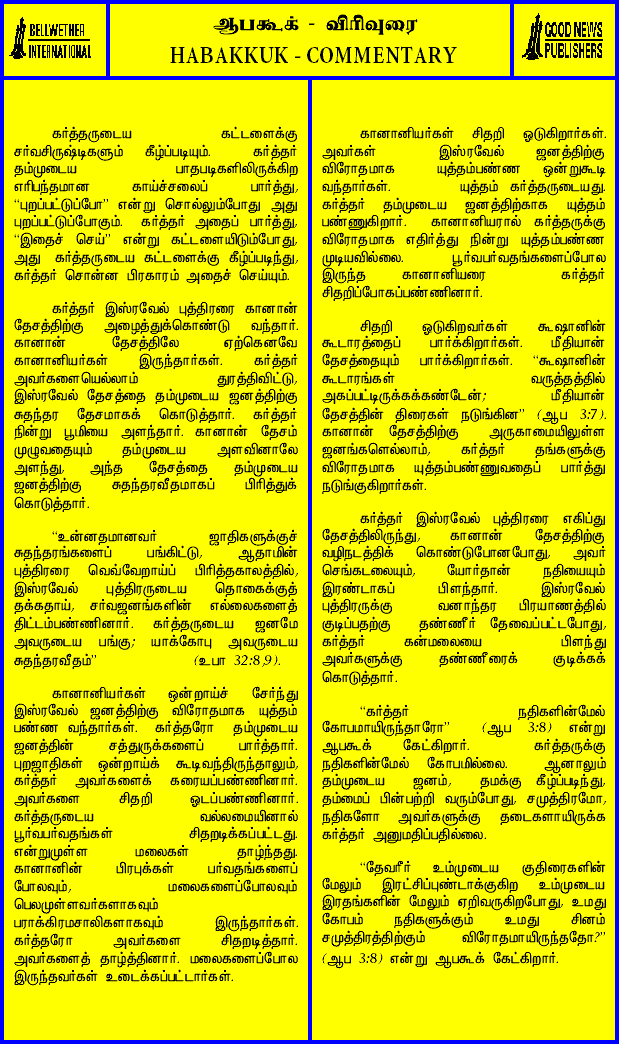 BELLWETHER
INTERNATIONAL
ஆபகூக் - விரிவுரை
HABAKKUK - COMMENTARY
GOOD NEWS
PUBLISHERS
கர்த்தருடைய கட்டளைக்கு
சர்வசிருஷ்டிகளும் கீழ்ப்படியும். கர்த்தர்
தம்முடைய பாதபடிகளிலிருக்கிற
எரிபந்தமான காய்ச்சலைப் பார்த்து,
“புறப்பட்டுப்போ” என்று சொல்லும்போது அது
புறப்பட்டுப்போகும். கர்த்தர் அதைப் பார்த்து,
“இதைச் செய்” என்று கட்டளையிடும்போது,
அது கர்த்தருடைய கட்டளைக்கு கீழ்ப்படிந்து,
கர்த்தர் சொன்ன பிரகாரம் அதைச் செய்யும்.
கர்த்தர் இஸ்ரவேல் புத்திரரை கானான்
தேசத்திற்கு அழைத்துக்கொண்டு வந்தார்.
கானான் தேசத்திலே ஏற்கெனவே
கானானியர்கள் இருந்தார்கள். கர்த்தர்
அவர்களையெல்லாம் துரத்திவிட்டு,
இஸ்ரவேல் தேசத்தை தம்முடைய ஜனத்திற்கு
சுதந்தர தேசமாகக் கொடுத்தார். கர்த்தர்
நின்று பூமியை அளந்தார். கானான் தேசம்
முழுவதையும் தம்முடைய அளவினாலே
அளந்து, அந்த தேசத்தை தம்முடைய
ஜனத்திற்கு சுதந்தரவீதமாகப் பிரித்துக்
கொடுத்தார்.
“உன்னதமானவர் ஜாதிகளுக்குச்
சுதந்தரங்களைப் பங்கிட்டு, ஆதாமின்
புத்திரரை வெவ்வேறாய்ப் பிரித்தகாலத்தில்,
இஸ்ரவேல் புத்திரருடைய தொகைக்குத்
தக்கதாய், சர்வஜனங்களின் எல்லைகளைத்
திட்டம்பண்ணினார். கர்த்தருடைய ஜனமே
அவருடைய பங்கு; யாக்கோபு அவருடைய
சுதந்தரவீதம்” (உபா 32:8,9).
கானானியர்கள் ஒன்றாய்ச் சேர்ந்து
இஸ்ரவேல் ஜனத்திற்கு விரோதமாக யுத்தம்
பண்ண வந்தார்கள். கர்த்தரோ தம்முடைய
ஜனத்தின் சத்துருக்களைப் பார்த்தார்.
புறஜாதிகள் ஒன்றாய்க் கூடிவந்திருந்தாலும்,
கர்த்தர் அவர்களைக் கரையப்பண்ணினார்.
அவர்களை சிதறி ஓடப்பண்ணினார்.
கர்த்தருடைய வல்லமையினால்
பூர்வபர்வதங்கள் சிதறடிக்கப்பட்டது.
என்றுமுள்ள மலைகள் தாழ்ந்தது.
கானானின் பிரபுக்கள் பர்வதங்களைப்
போலவும், மலைகளைப்போலவும்
பெலமுள்ளவர்களாகவும்
பராக்கிரமசாலிகளாகவும் இருந்தார்கள்.
கர்த்தரோ அவர்களை சிதறடித்தார்.
அவர்களைத் தாழ்த்தினார். மலைகளைப்போல
இருந்தவர்கள் உடைக்கப்பட்டார்கள்.
கானானியர்கள் சிதறி ஓடுகிறார்கள்.
அவர்கள் இஸ்ரவேல் ஜனத்திற்கு
விரோதமாக யுத்தம்பண்ண ஒன்றுகூடி
வந்தார்கள். யுத்தம் கர்த்தருடையது.
கர்த்தர் தம்முடைய ஜனத்திற்காக யுத்தம்
பண்ணுகிறார். கானானியரால் கர்த்தருக்கு
விரோதமாக எதிர்த்து நின்று யுத்தம்பண்ண
முடியவில்லை. பூர்வபர்வதங்களைப்போல
இருந்த கானானியரை கர்த்தர்
சிதறிப்போகப்பண்ணினார்.
சிதறி ஓடுகிறவர்கள் கூஷானின்
கூடாரத்தைப் பார்க்கிறார்கள். மீதியான்
தேசத்தையும் பார்க்கிறார்கள். “கூஷானின்
கூடாரங்கள் வருத்தத்தில்
அகப்பட்டிருக்கக்கண்டேன்; மீதியான்
தேசத்தின் திரைகள் நடுங்கின” (ஆப 3:7).
கானான் தேசத்திற்கு அருகாமையிலுள்ள
ஜனங்களெல்லாம், கர்த்தர் தங்களுக்கு
விரோதமாக யுத்தம்பண்ணுவதைப் பார்த்து
நடுங்குகிறார்கள்.
கர்த்தர் இஸ்ரவேல் புத்திரரை எகிப்து
தேசத்திலிருந்து, கானான் தேசத்திற்கு
வழிநடத்திக் கொண்டுபோனபோது, அவர்
செங்கடலையும், யோர்தான் நதியையும்
இரண்டாகப் பிளந்தார். இஸ்ரவேல்
புத்திரருக்கு வனாந்தர பிரயாணத்தில்
குடிப்பதற்கு தண்ணீர் தேவைப்பட்டபோது,
கர்த்தர் கன்மலையை பிளந்து
அவர்களுக்கு தண்ணீரைக் குடிக்கக்
கொடுத்தார்.
“கர்த்தர் நதிகளின்மேல்
கோபமாயிருந்தாரோ” (ஆப 3:8) என்று
ஆபகூக் கேட்கிறார். கர்த்தருக்கு
நதிகளின்மேல் கோபமில்லை. ஆனாலும்
தம்முடைய ஜனம், தமக்கு கீழ்ப்படிந்து,
தம்மைப் பின்பற்றி வரும்போது, சமுத்திரமோ,
நதிகளோ அவர்களுக்கு தடைகளாயிருக்க
கர்த்தர் அனுமதிப்பதில்லை.
“தேவரீர் உம்முடைய குதிரைகளின்
மேலும் இரட்சிப்புண்டாக்குகிற உம்முடைய
இரதங்களின் மேலும் ஏறிவருகிறபோது, உமது
கோபம் நதிகளுக்கும் உமது சினம்
சமுத்திரத்திற்கும் விரோதமாயிருந்ததோ?”
(ஆப 3:8) என்று ஆபகூக் கேட்கிறார்.